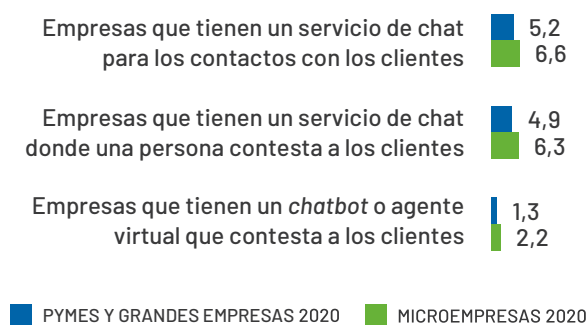 Empresas que tienen un servicio de chat
para los contactos con los clientes
5,2
6,6
Empresas que tienen un servicio de chat
donde una persona contesta a los clientes
4,9
6,3
Empresas que tienen un chatbot o agente
virtual que contesta a los clientes
1,3
2,2
PYMES Y GRANDES EMPRESAS 2020 MICROEMPRESAS 2020